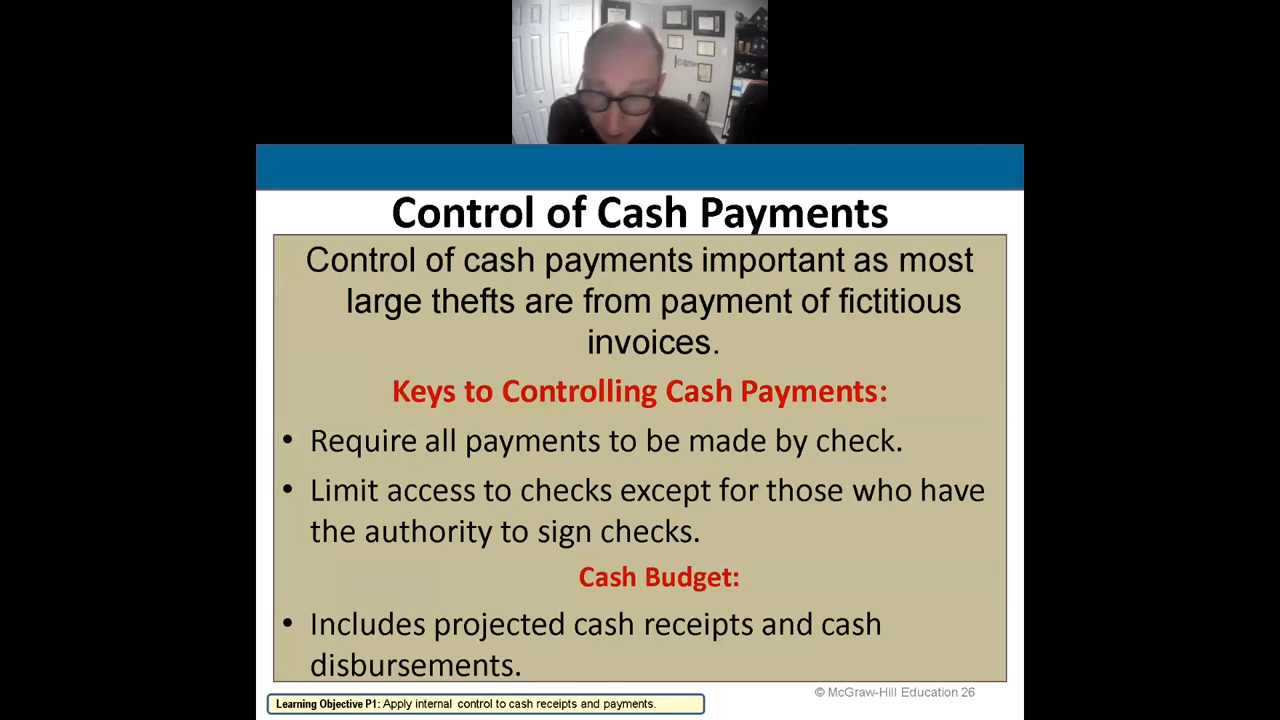 Control of Cash Payments
Control of cash payments important as most
large thefts are from payment of fictitious
invoices.
Keys to Controlling Cash Payments:
• Require all payments to be made by check.
• Limit access to checks except for those who have
the authority to sign checks.
Cash Budget:
• Includes projected cash receipts and cash
disbursements.
© McGraw-Hill Education 26
Learning Objective P1: Apply internal control to cash receipts and payments.